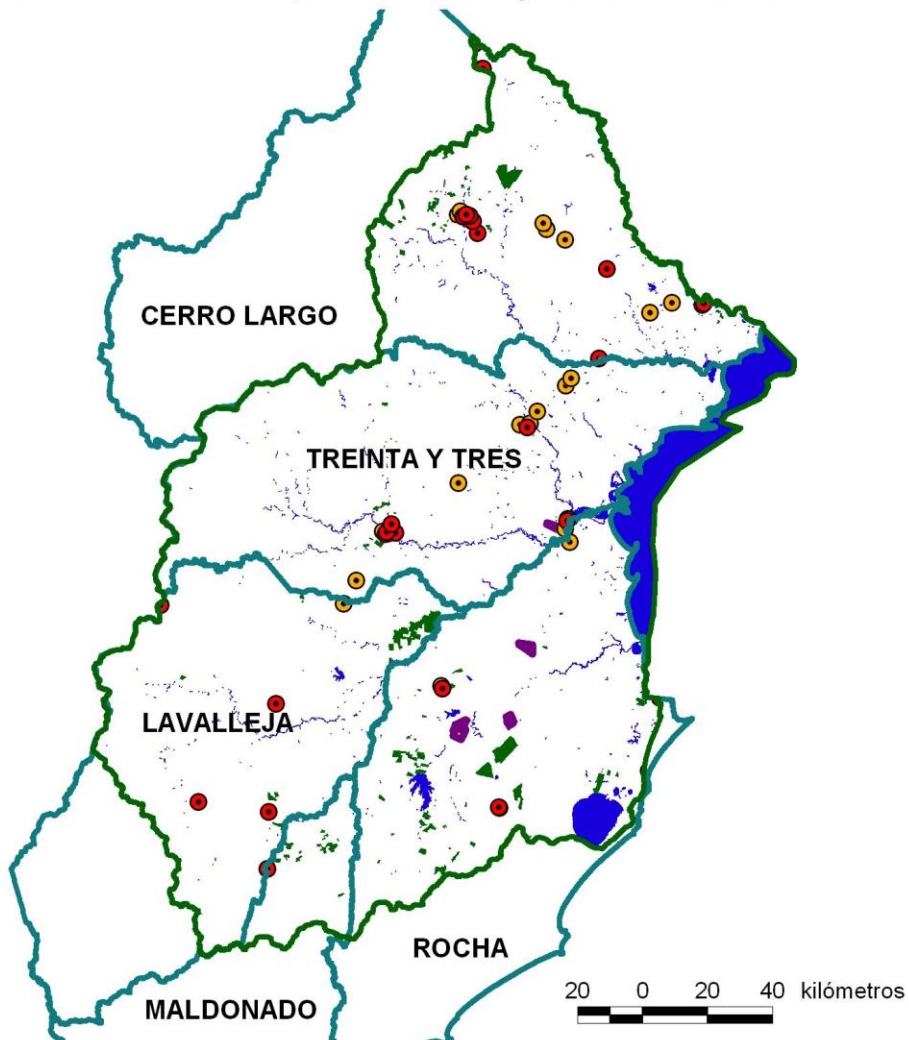 CERRO LARGO
TREINTA Y TRES
LAVALLEJA
ROCHA
20 0 20 40 kilómetros
MALDONADO